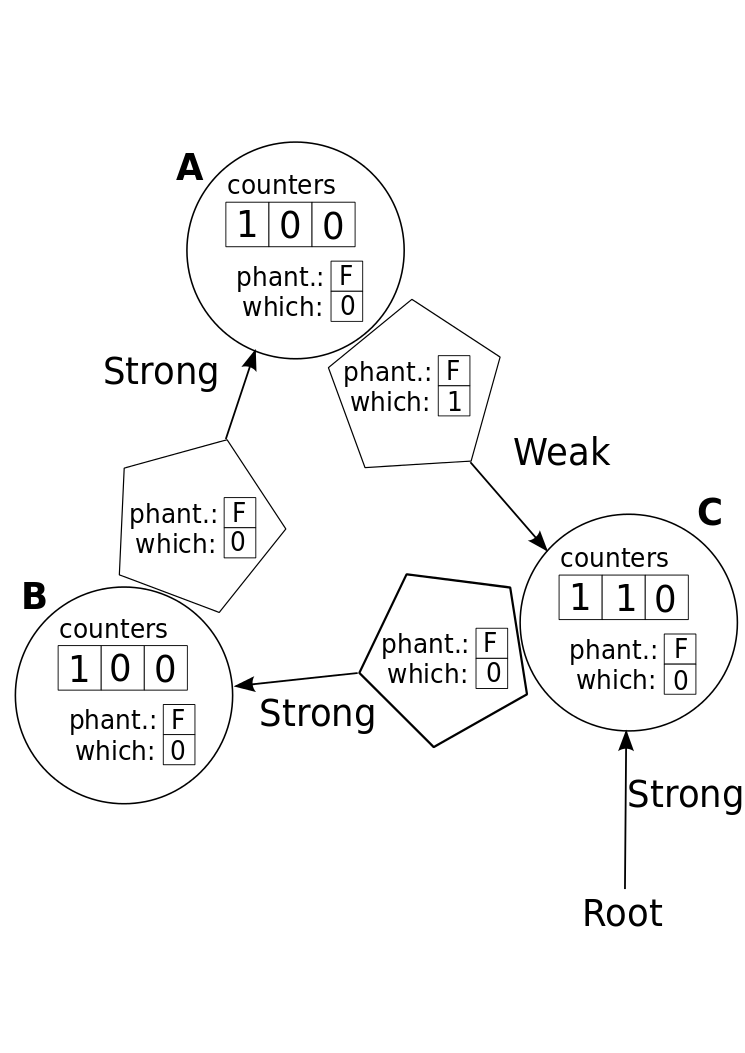 A
counters
1 0 0
phant.: F
which: 0
Strong
phant.: F
which: 1
Weak
phant.: F
which: 0
C
counters
1 1 0
phant.: F
which: 0
B
counters
1 0 0
phant.: F
which: 0
phant.: F
which: 0
Strong
Strong
Root